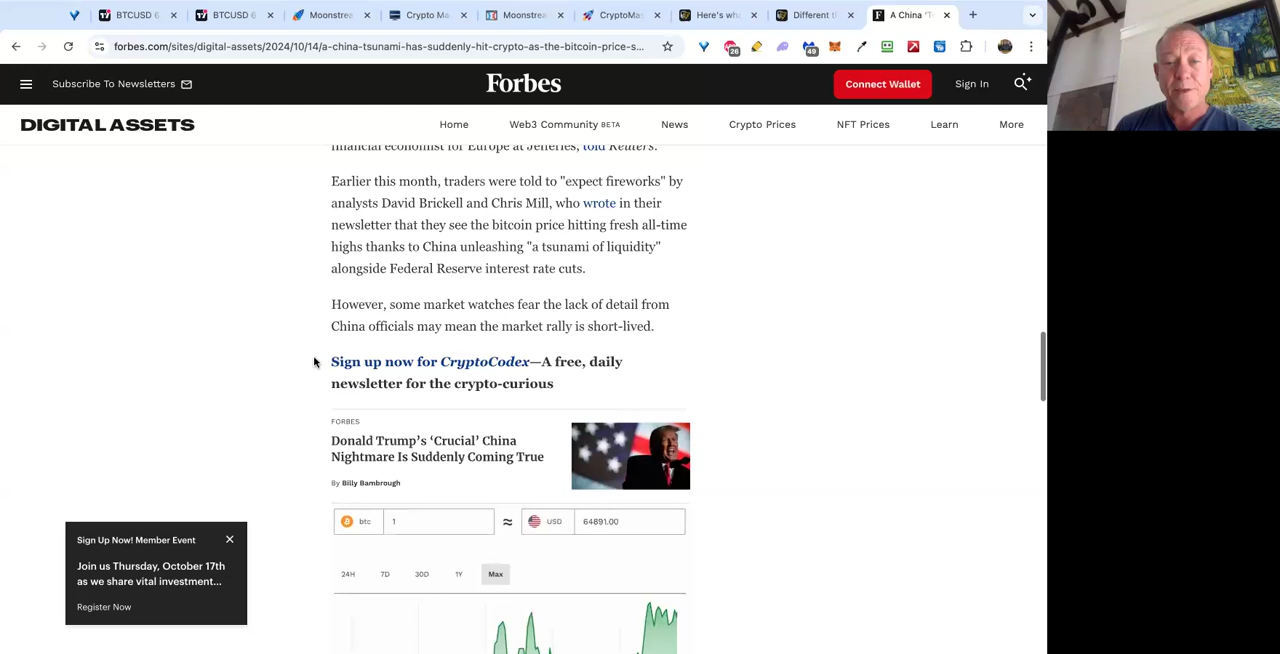 BTCUSD 6
BTCUSD 6
Moonstrea
Crypto Ma
Moonstrea
CryptoMas
Here's wh
Different t
A China 'T
forbes.com/sites/digital-assets/2024/10/14/a-china-tsunami-has-suddenly-hit-crypto-as-the-bitcoin-price-s...
26
49
Subscribe To Newsletters
Forbes
Connect Wallet
Sign In
DIGITAL ASSETS
Home
Web3 Community BETA
News
Crypto Prices
NFT Prices
Learn
More
financial economist for Europe at Jefferies, told Reuters.
Earlier this month, traders were told to "expect fireworks" by
analysts David Brickell and Chris Mill, who wrote in their
newsletter that they see the bitcoin price hitting fresh all-time
highs thanks to China unleashing "a tsunami of liquidity"
alongside Federal Reserve interest rate cuts.
However, some market watches fear the lack of detail from
China officials may mean the market rally is short-lived.
Sign up now for CryptoCodex—A free, daily
newsletter for the crypto-curious
FORBES
Donald Trump's 'Crucial' China
Nightmare Is Suddenly Coming True
By Billy Bambrough
btc
1
≈
USD
64891.00
24H
7D
30D
1Y
Max
Sign Up Now! Member Event
Join us Thursday, October 17th
as we share vital investment...
Register Now